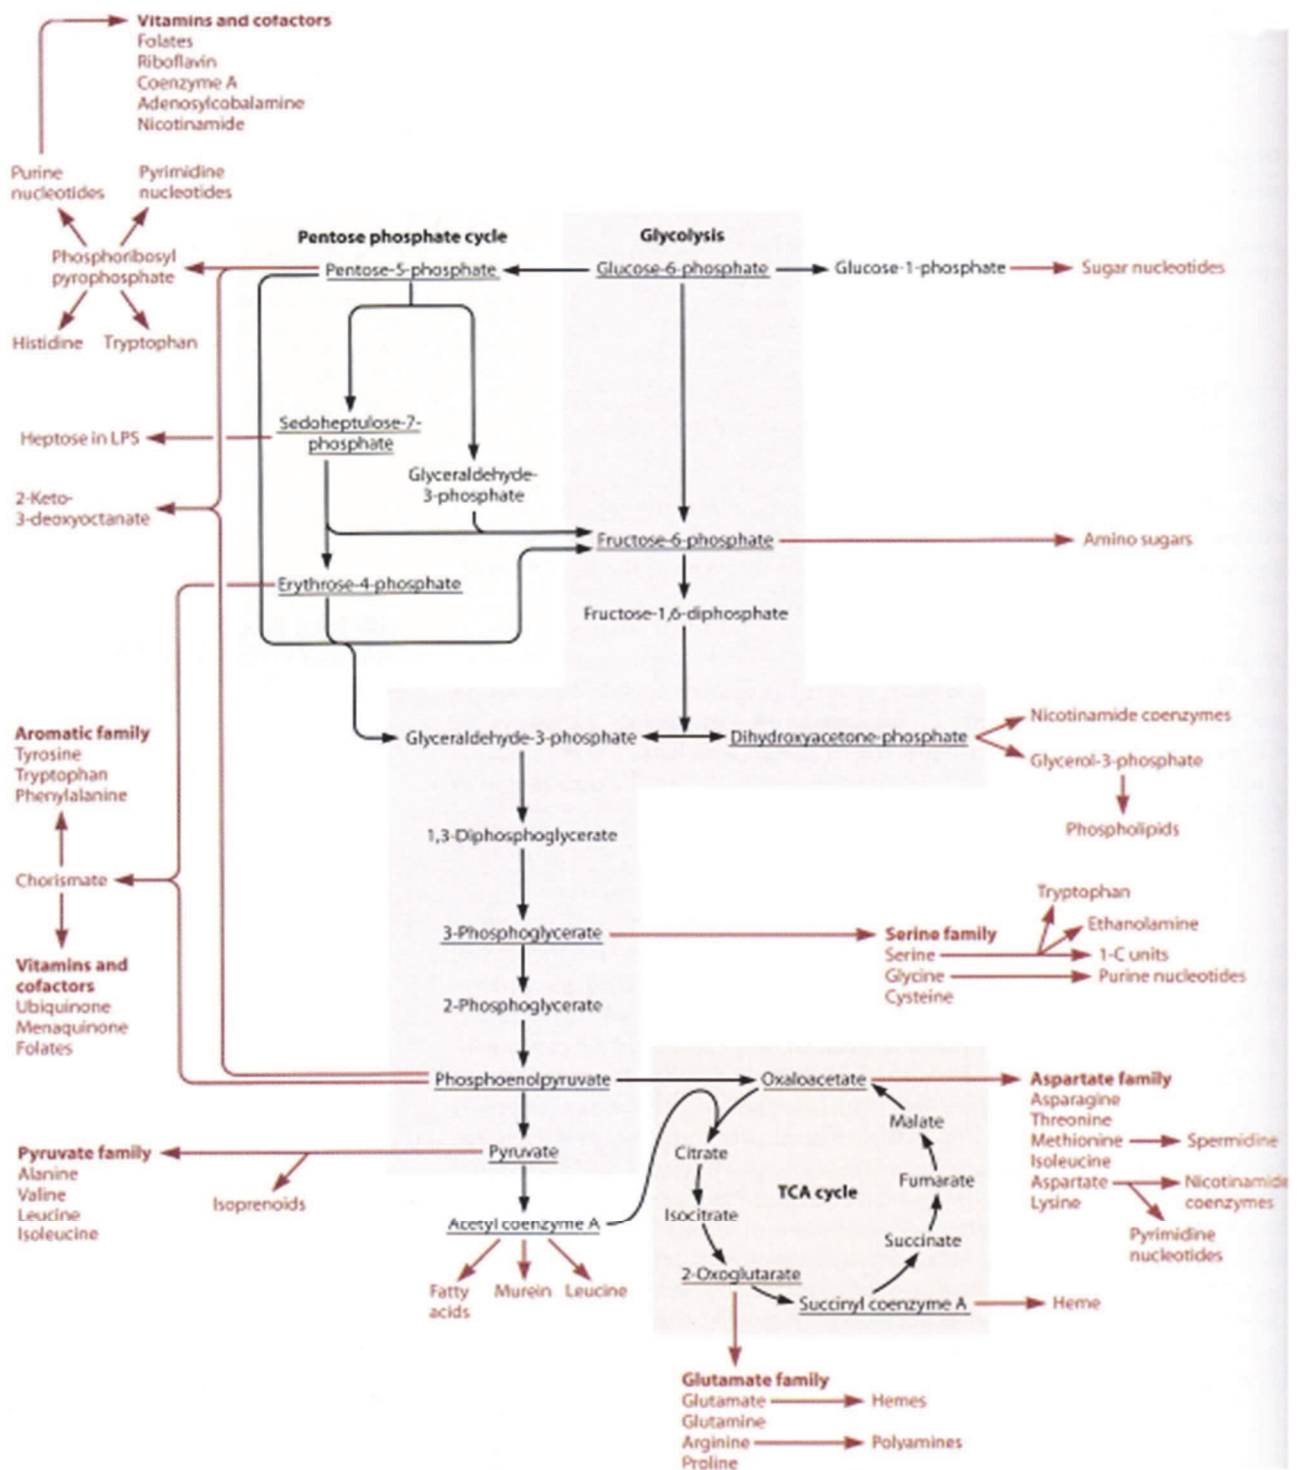 Vitamins and cofactors
Folates
Riboflavin
Coenzyme A
Adenosylcobalamine
Nicotinamide
Purine
nucleotides
Pyrimidine
nucleotides
Phosphoribosyl
pyrophosphate
Histidine
Tryptophan
Pentose phosphate cycle
Glycolysis
Pentose-5-phosphate
Glucose-6-phosphate
Glucose-1-phosphate
Sugar nucleotides
Sedoheptulose-7-
phosphate
Heptose in LPS
Glyceraldehyde-
3-phosphate
2-Keto-
3-deoxyoctanate
Fructose-6-phosphate
Amino sugars
Erythrose-4-phosphate
Fructose-1,6-diphosphate
Glyceraldehyde-3-phosphate
Dihydroxyacetone-phosphate
Nicotinamide coenzymes
Glycerol-3-phosphate
Phospholipids
Aromatic family
Tyrosine
Tryptophan
Phenylalanine
1,3-Diphosphoglycerate
Chorismate
3-Phosphoglycerate
Serine family
Serine
Glycine
Cysteine
Tryptophan
Ethanolamine
1-C units
Purine nucleotides
Vitamins and
cofactors
Ubiquinone
Menaquinone
Folates
2-Phosphoglycerate
Phosphoenolpyruvate
Oxaloacetate
Aspartate family
Asparagine
Threonine
Methionine
Isoleucine
Aspartate
Lysine
Spermidine
Nicotinamide
coenzymes
Pyrimidine
nucleotides
Malate
Citrate
Fumarate
TCA cycle
Isocitrate
Succinate
2-Oxoglutarate
Succinyl coenzyme A
Heme
Pyruvate family
Alanine
Valine
Leucine
Isoleucine
Isoprenoids
Pyruvate
Acetyl coenzyme A
Fatty
acids
Murein
Leucine
Glutamate family
Glutamate
Glutamine
Arginine
Proline
Hemes
Polyamines